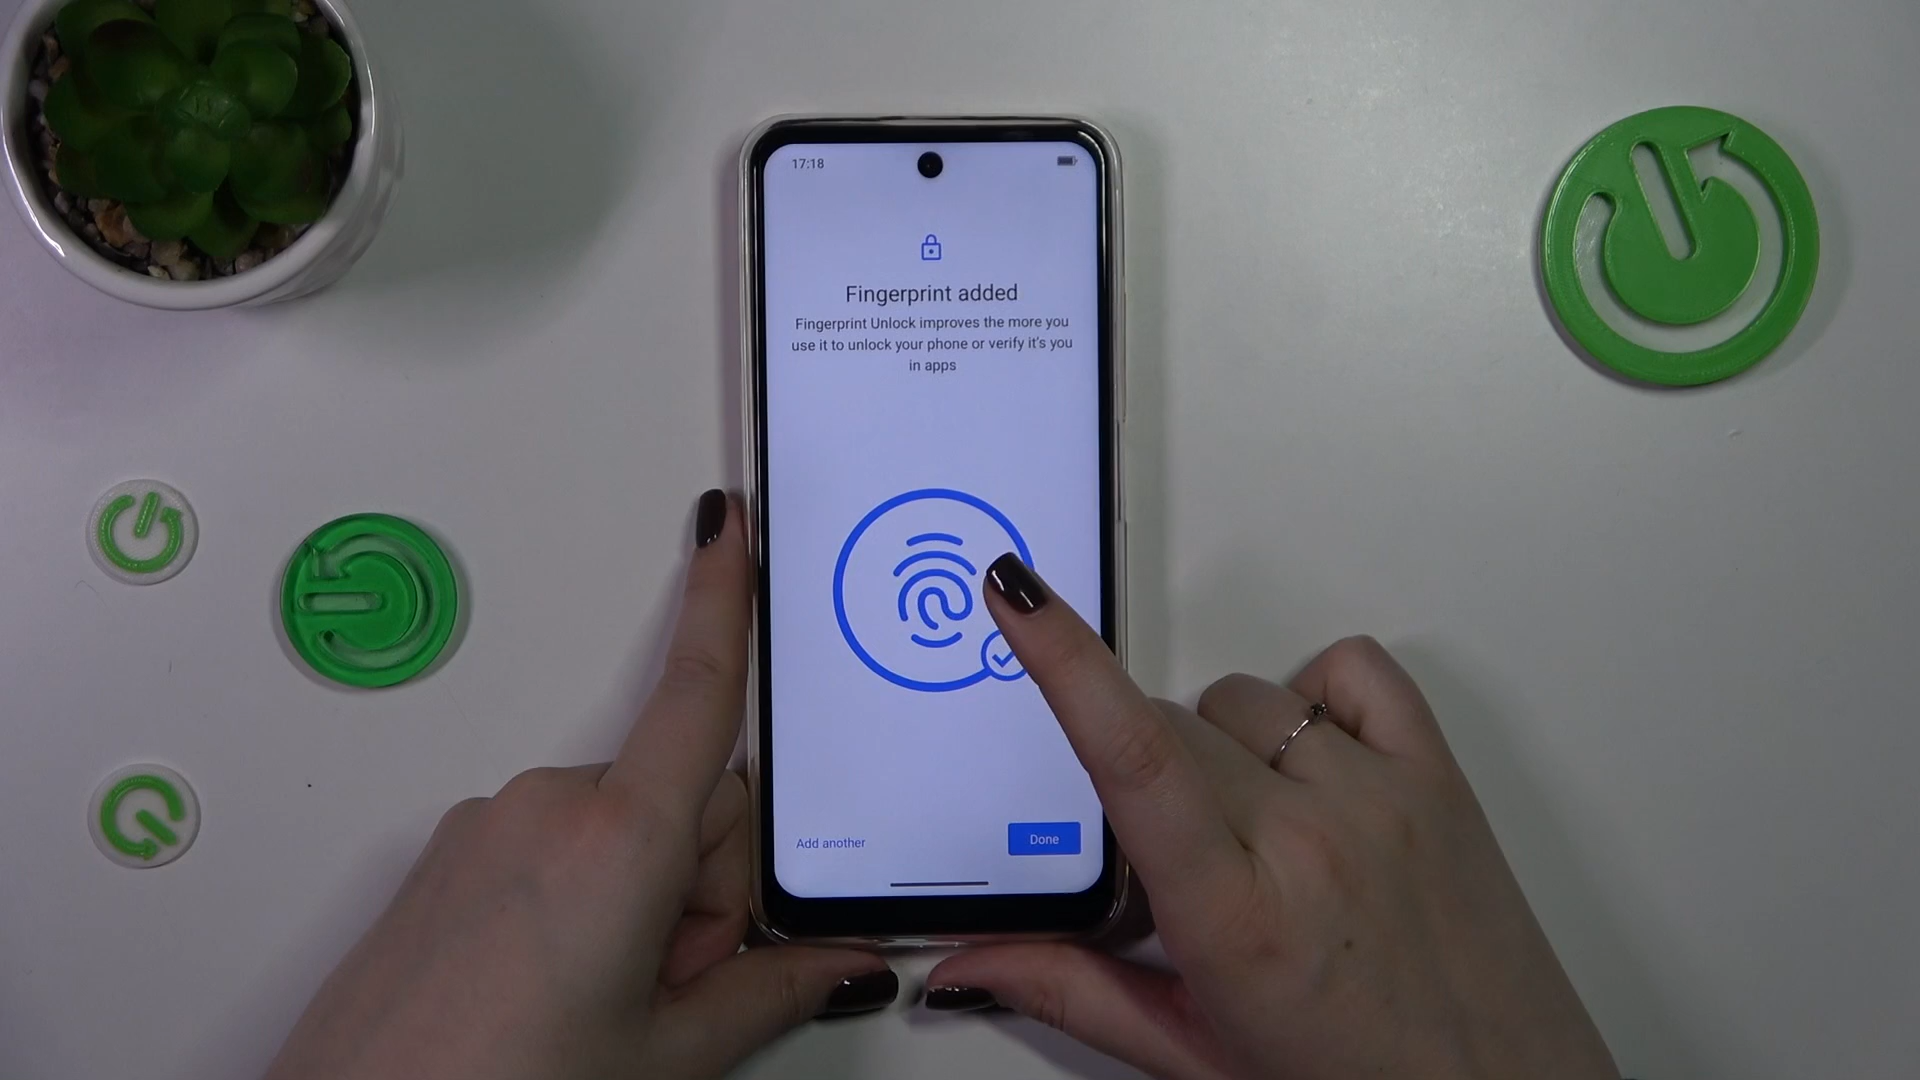 17:18
Fingerprint added
Fingerprint Unlock improves the more you
use it to unlock your phone or verify it's you
in apps
Add another
Done